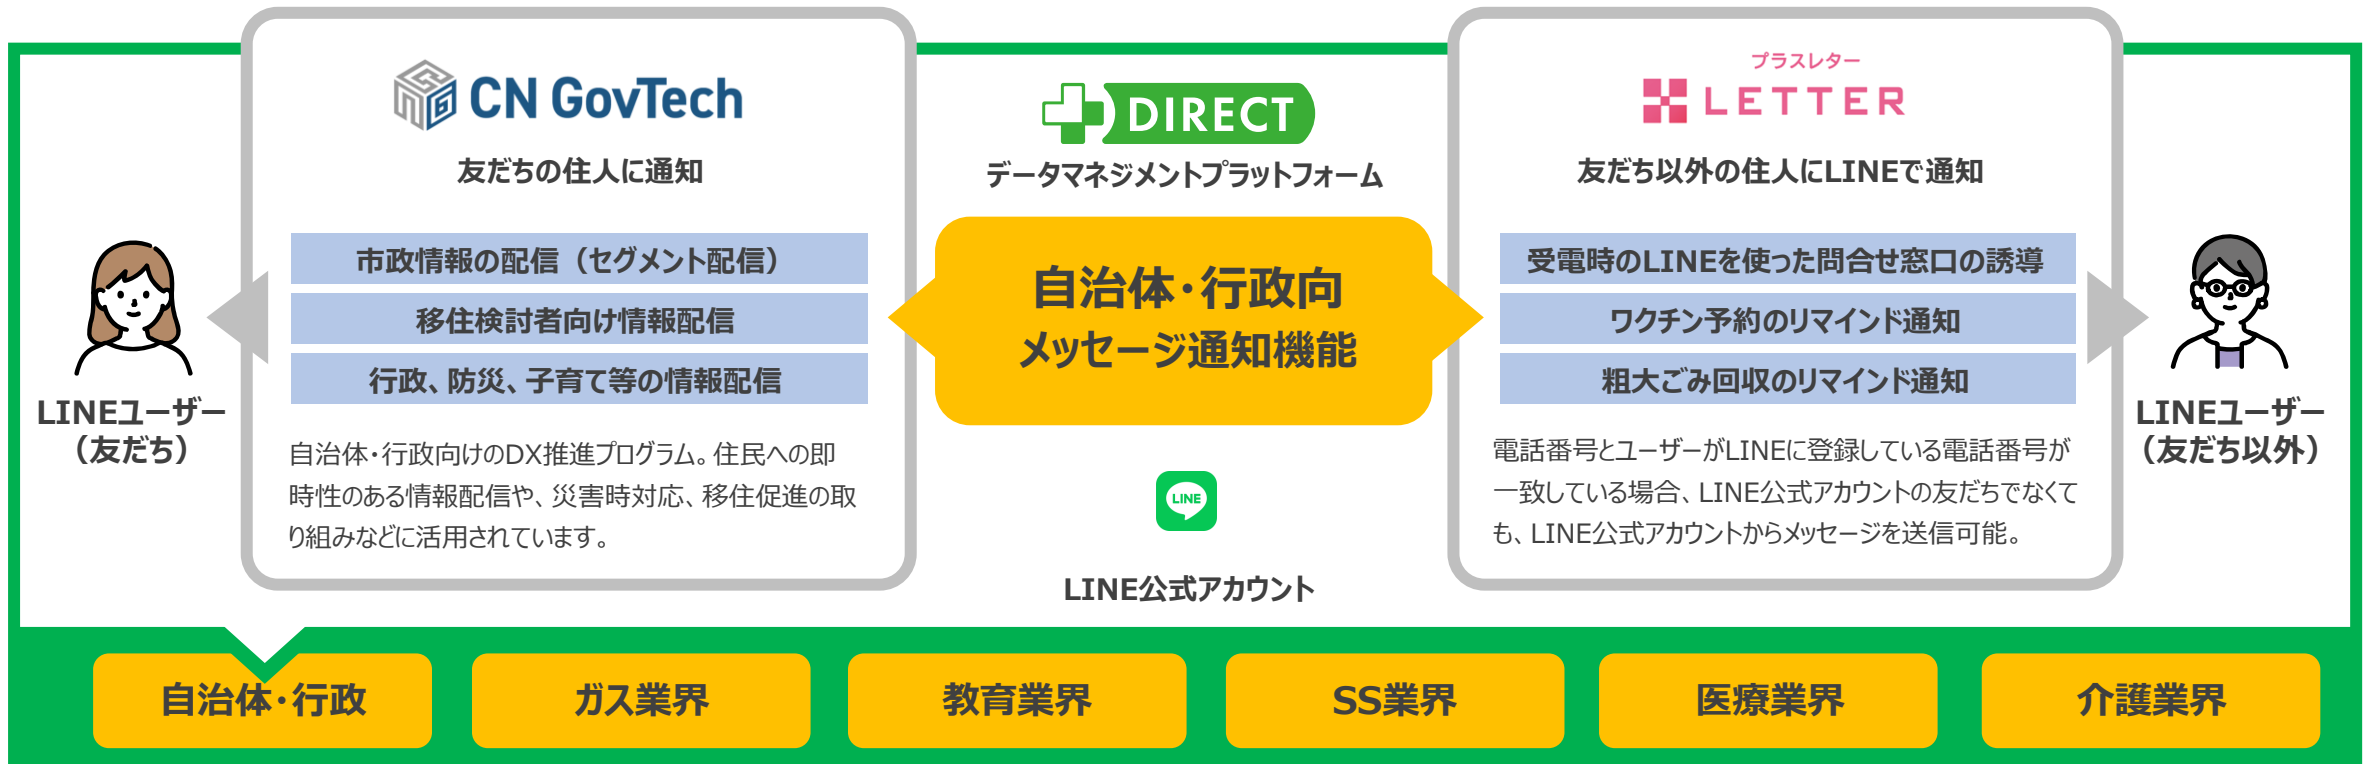 CN GovTech
友だちの住人に通知
市政情報の配信（セグメント配信）
移住検討者向け情報配信
行政、防災、子育て等の情報配信
自治体・行政向けのDX推進プログラム。住民への即
時性のある情報配信や、災害時対応、移住促進の取
り組みなどに活用されています。
LINEユーザー
（友だち）
DIRECT
データマネジメントプラットフォーム
自治体・行政向
メッセージ通知機能
LINE
LINE公式アカウント
プラスレター
LETTER
友だち以外の住人にLINEで通知
受電時のLINEを使った問合せ窓口の誘導
ワクチン予約のリマインド通知
粗大ごみ回収のリマインド通知
電話番号とユーザーがLINEに登録している電話番号が
一致している場合、LINE公式アカウントの友だちでなくて
も、LINE公式アカウントからメッセージを送信可能。
LINEユーザー
（友だち以外）
自治体・行政
ガス業界
教育業界
SS業界
医療業界
介護業界